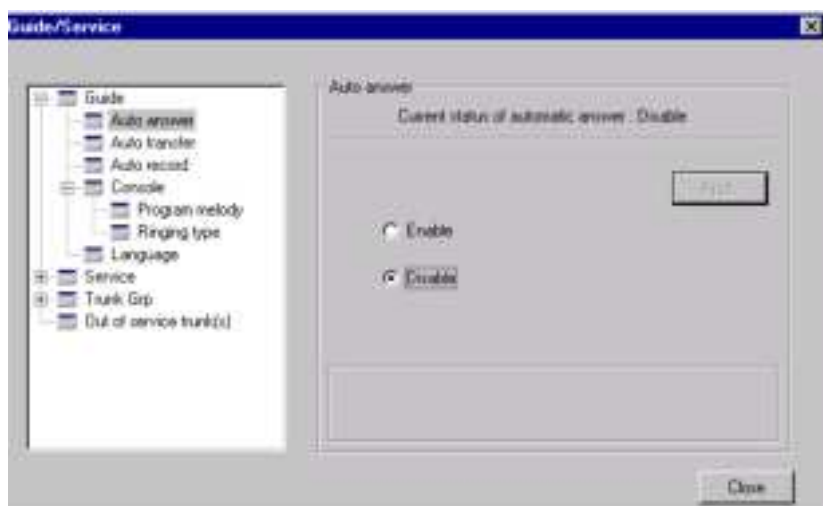 Guide/Service
Guide
Auto answer
Auto transfer
Auto record
Console
Program melody
Ringing type
Language
Service
Trunk Grp
Out of service trunk(s)
Auto answer
Current status of automatic answer : Disable
Enable
Disable
Close